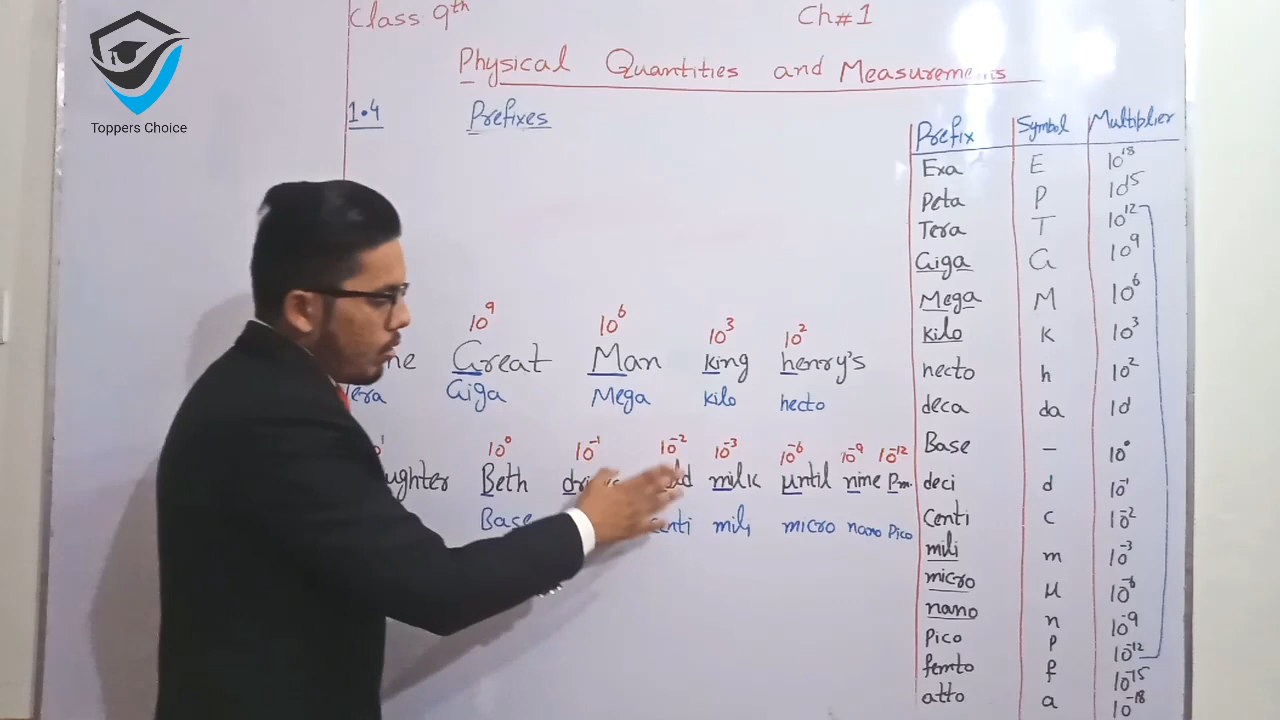 Toppers Choice
Class 9th Ch#1
Physical Quantities and Measurements
1.4 Prefixes
10^9 10^6 10^3 10^2
Great Man king henry's
Tera Giga Mega kilo hecto
10^0 10^-1 10^-2 10^-3 10^-6 10^-9 10^-12
ughter Beth milk μntil nine P.m.
Base centi mili micro nano Pico
Prefix Symbol Multiplier
Exa E 10^18
Peta P 10^15
Tera T 10^12
Giga G 10^9
Mega M 10^6
kilo k 10^3
hecto h 10^2
deca da 10^1
Base – 10^0
deci d 10^-1
Centi c 10^-2
mili m 10^-3
micro μ 10^-6
nano n 10^-9
Pico p 10^-12
femto f 10^-15
atto a 10^-18